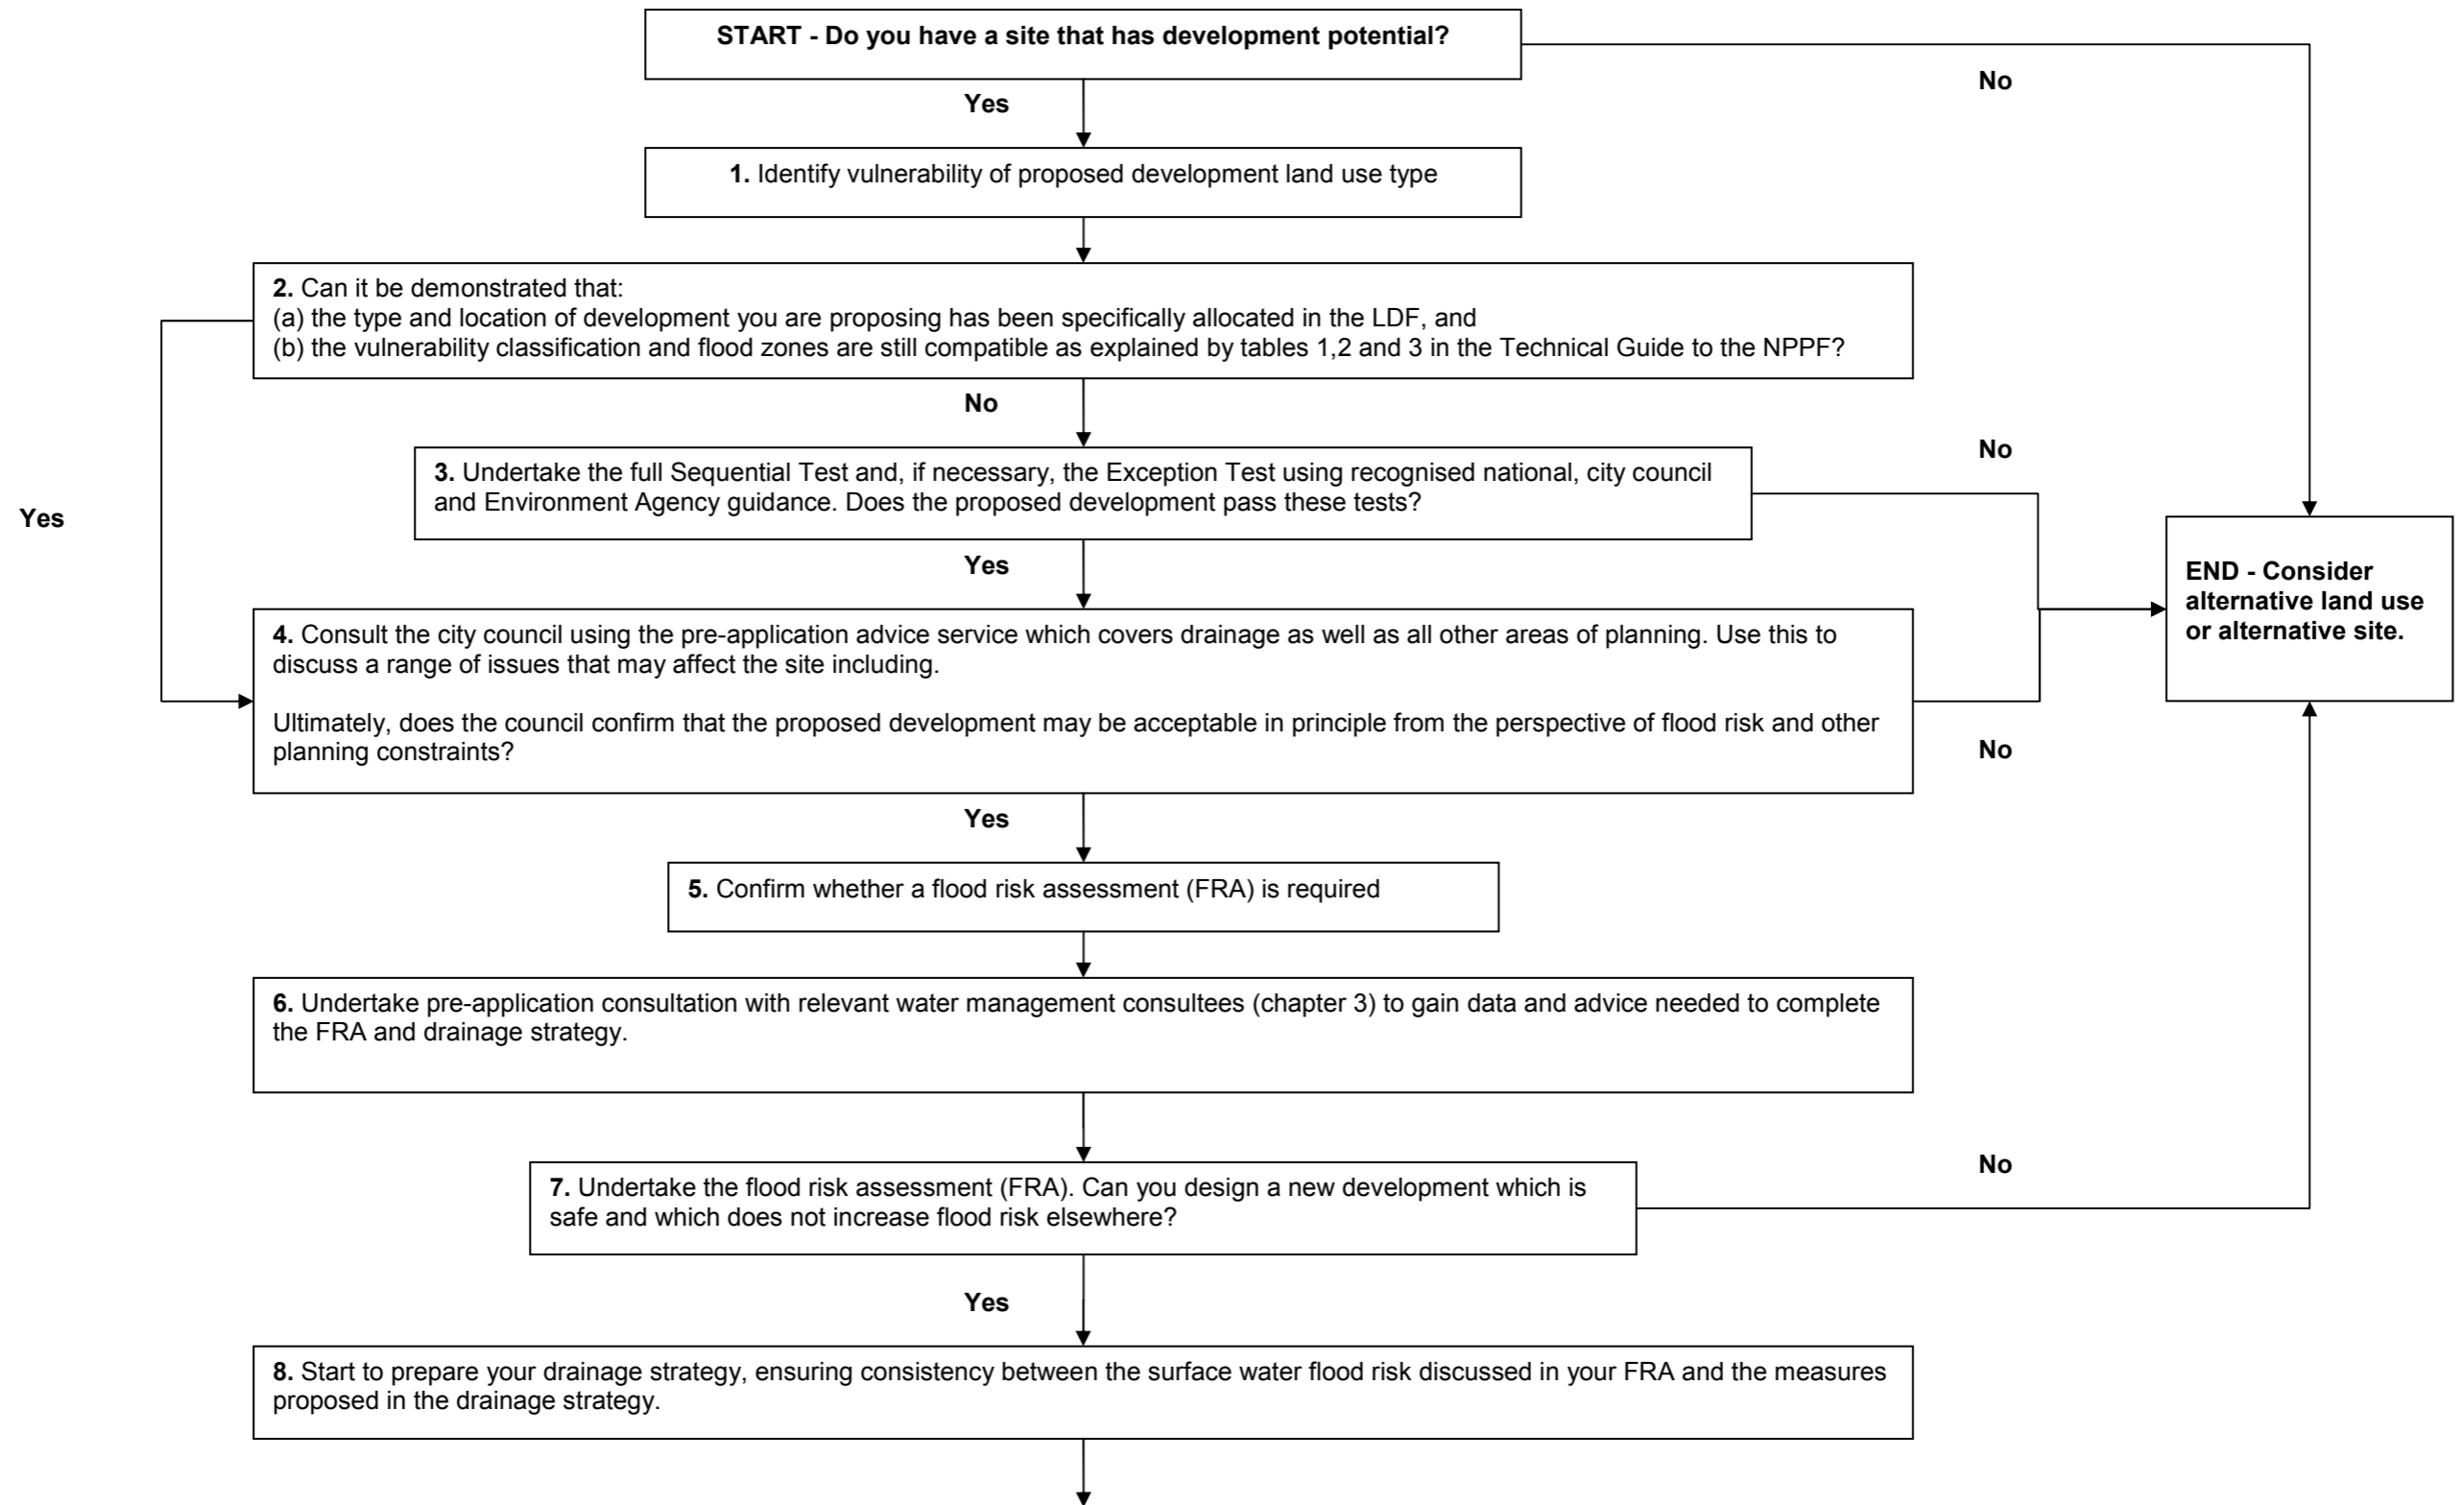 START - Do you have a site that has development potential?
No
Yes
1. Identify vulnerability of proposed development land use type
2. Can it be demonstrated that:
(a) the type and location of development you are proposing has been specifically allocated in the LDF, and
(b) the vulnerability classification and flood zones are still compatible as explained by tables 1,2 and 3 in the Technical Guide to the NPPF?
No
No
3. Undertake the full Sequential Test and, if necessary, the Exception Test using recognised national, city council
and Environment Agency guidance. Does the proposed development pass these tests?
Yes
Yes
END - Consider
alternative land use
or alternative site.
4. Consult the city council using the pre-application advice service which covers drainage as well as all other areas of planning. Use this to
discuss a range of issues that may affect the site including.
Ultimately, does the council confirm that the proposed development may be acceptable in principle from the perspective of flood risk and other
planning constraints?
No
Yes
5. Confirm whether a flood risk assessment (FRA) is required
6. Undertake pre-application consultation with relevant water management consultees (chapter 3) to gain data and advice needed to complete
the FRA and drainage strategy.
No
7. Undertake the flood risk assessment (FRA). Can you design a new development which is
safe and which does not increase flood risk elsewhere?
Yes
8. Start to prepare your drainage strategy, ensuring consistency between the surface water flood risk discussed in your FRA and the measures
proposed in the drainage strategy.